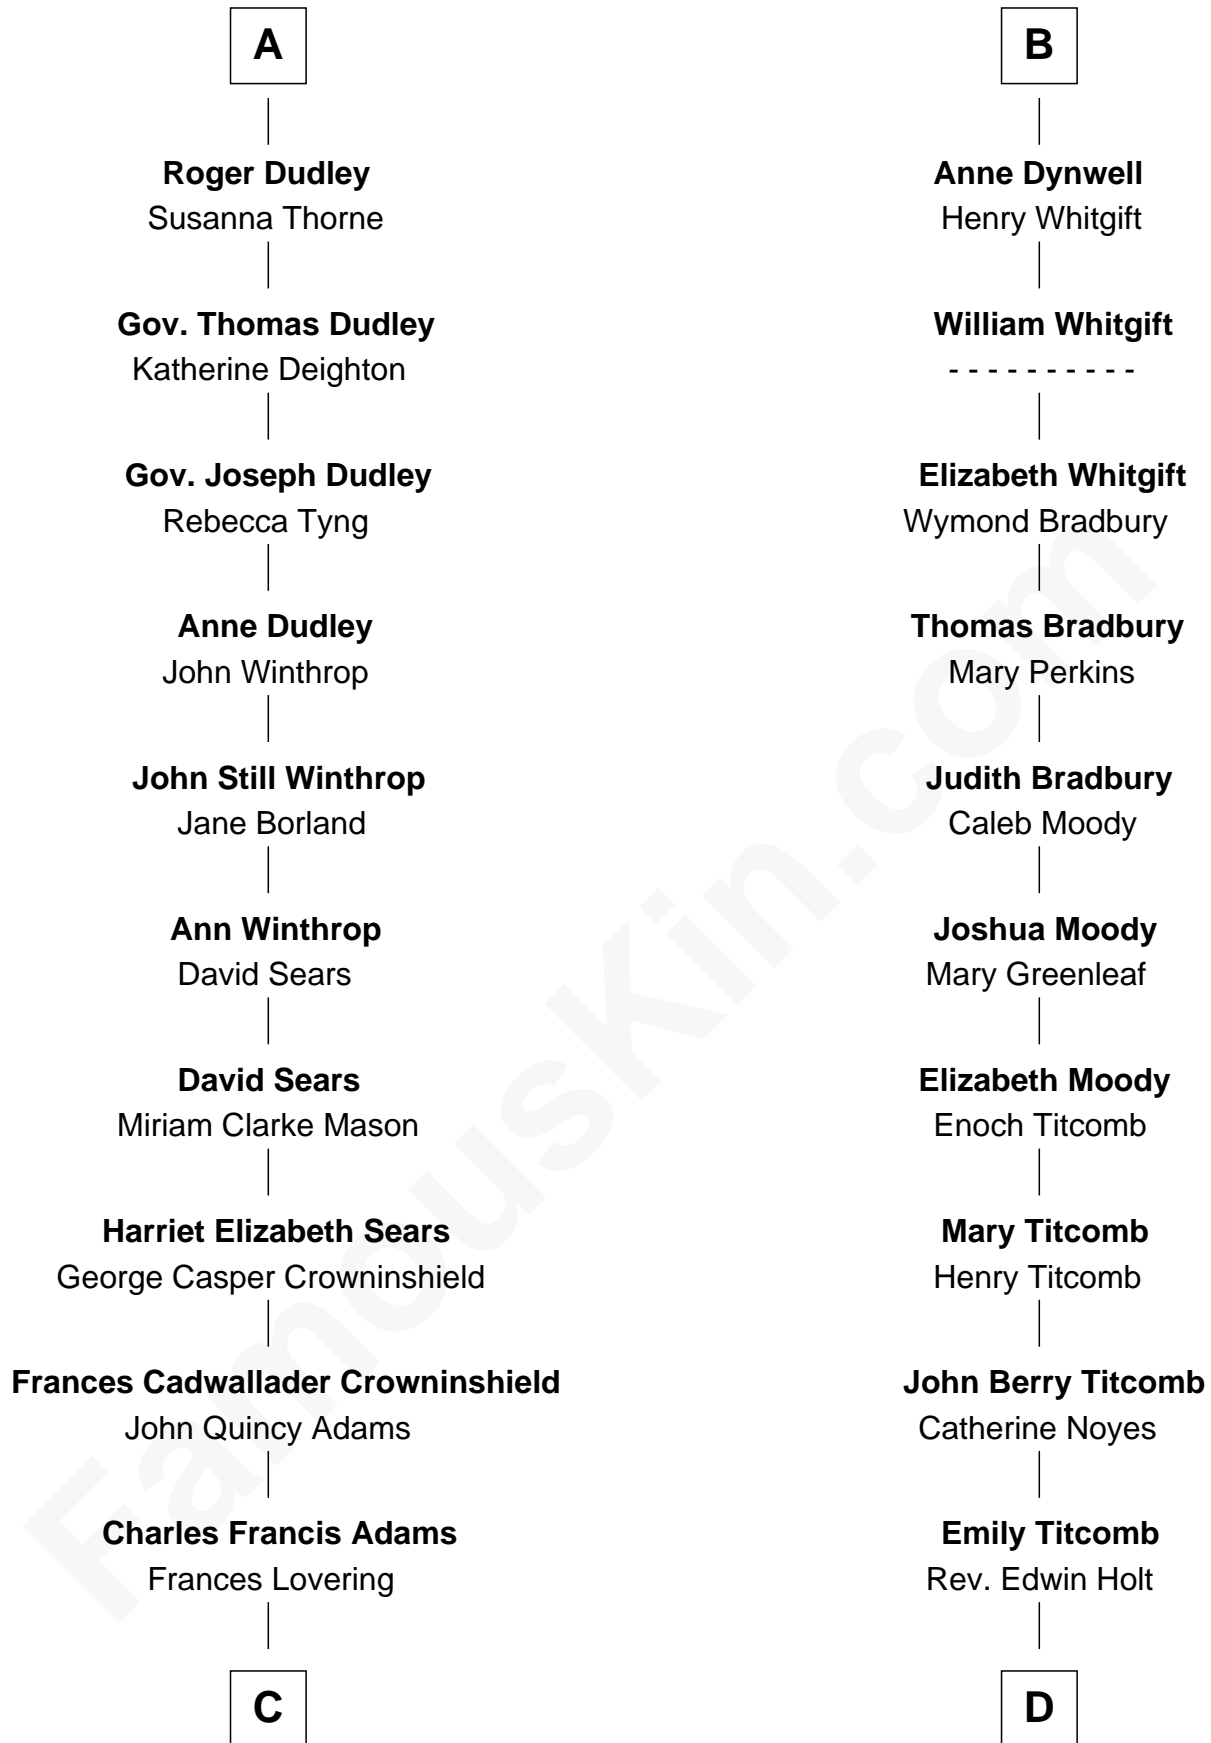 A
Roger Dudley
Susanna Thorne
Gov. Thomas Dudley
Katherine Deighton
Gov. Joseph Dudley
Rebecca Tyng
Anne Dudley
John Winthrop
John Still Winthrop
Jane Borland
Ann Winthrop
David Sears
David Sears
Miriam Clarke Mason
Harriet Elizabeth Sears
George Casper Crowninshield
Frances Cadwallader Crowninshield
John Quincy Adams
Charles Francis Adams
Frances Lovering
C
B
Anne Dynwell
Henry Whitgift
William Whitgift
- - - - - - - - - -
Elizabeth Whitgift
Wymond Bradbury
Thomas Bradbury
Mary Perkins
Judith Bradbury
Caleb Moody
Joshua Moody
Mary Greenleaf
Elizabeth Moody
Enoch Titcomb
Mary Titcomb
Henry Titcomb
John Berry Titcomb
Catherine Noyes
Emily Titcomb
Rev. Edwin Holt
D
FamousKin.com